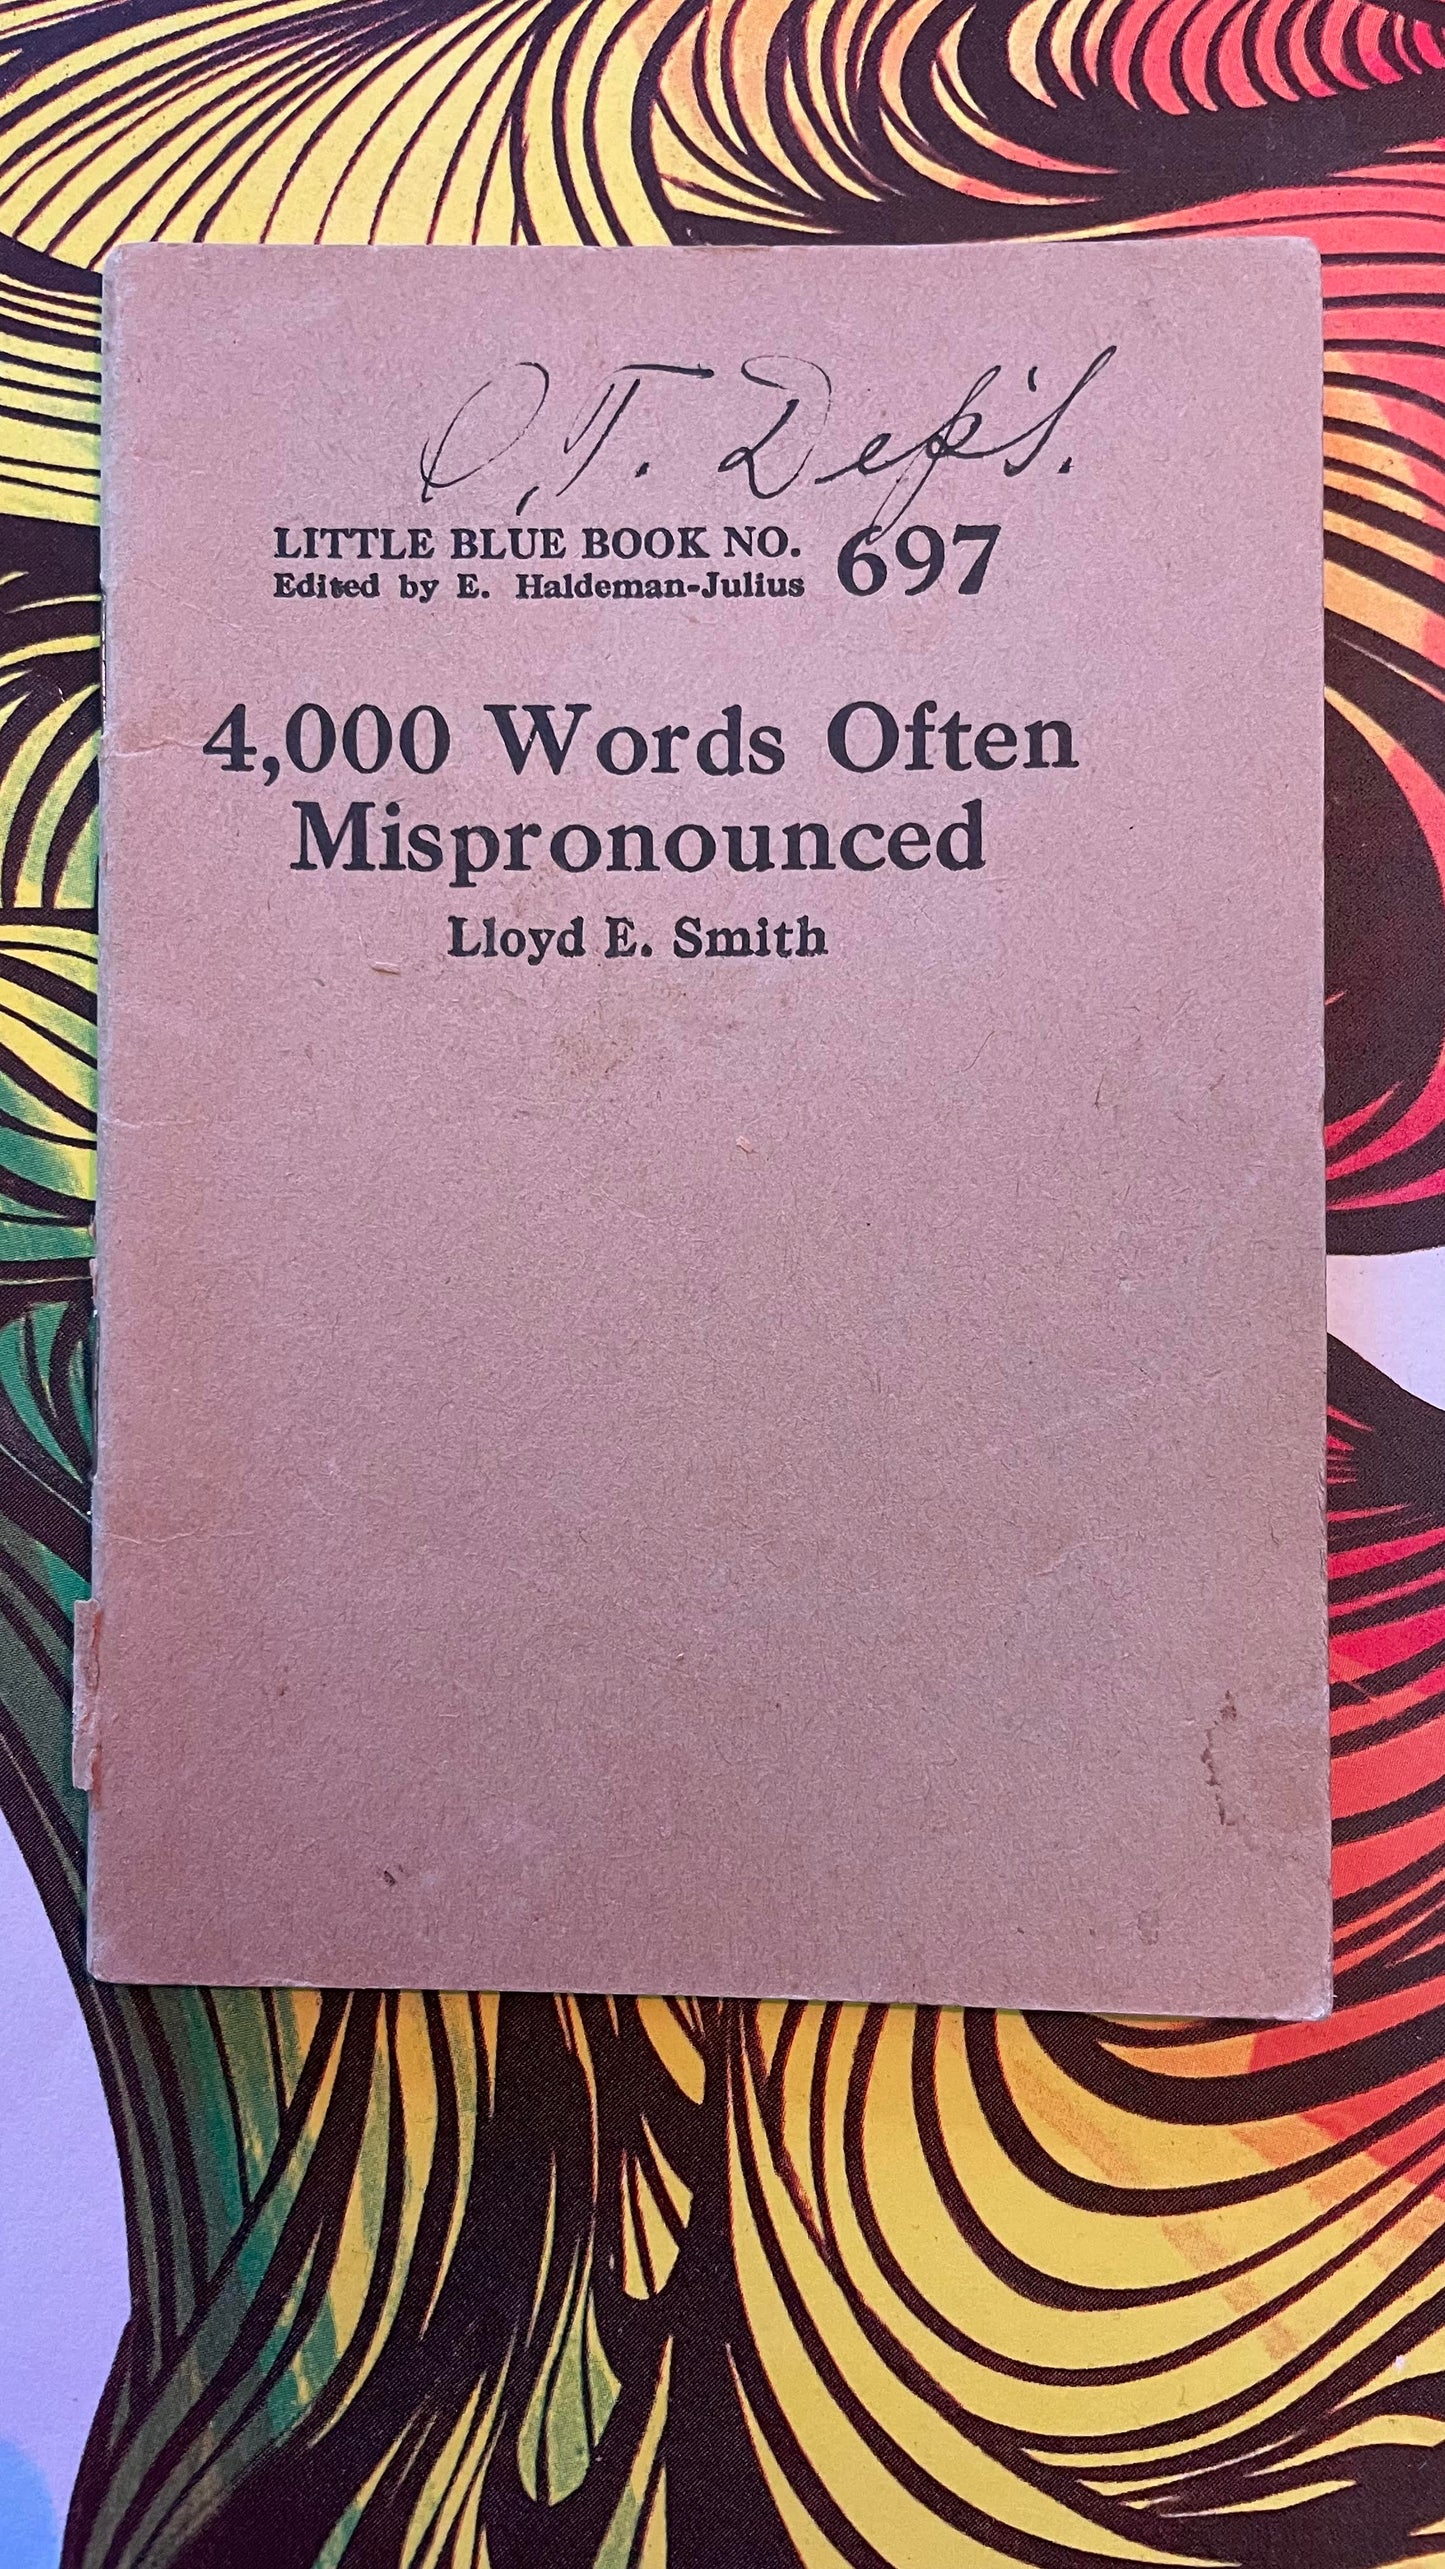 O.T. Dep't.
LITTLE BLUE BOOK NO. 697
Edited by E. Haldeman-Julius
4,000 Words Often
Mispronounced
Lloyd E. Smith